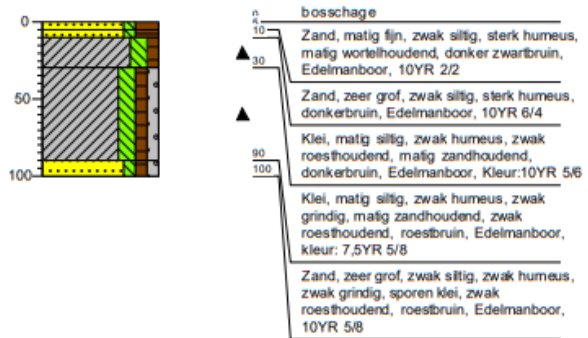 0
50
100
10
30
90
100
bosschage
Zand, matig fijn, zwak siltig, sterk humeus,
matig wortelhoudend, donker zwartbruin,
Edelmanboor, 10YR 2/2
Zand, zeer grof, zwak siltig, sterk humeus,
donkerbruin, Edelmanboor, 10YR 6/4
Klei, matig siltig, zwak humeus, zwak
roesthoudend, matig zandhoudend,
donkerbruin, Edelmanboor, Kleur:10YR 5/6
Klei, matig siltig, zwak humeus, zwak
grindig, matig zandhoudend, zwak
roesthoudend, roestbruin, Edelmanboor,
kleur: 7,5YR 5/8
Zand, zeer grof, zwak siltig, zwak humeus,
zwak grindig, sporen klei, zwak
roesthoudend, roestbruin, Edelmanboor,
10YR 5/8